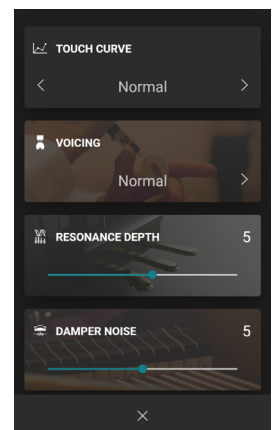 TOUCH CURVE
Normal
VOICING
Normal
RESONANCE DEPTH 5
DAMPER NOISE 5